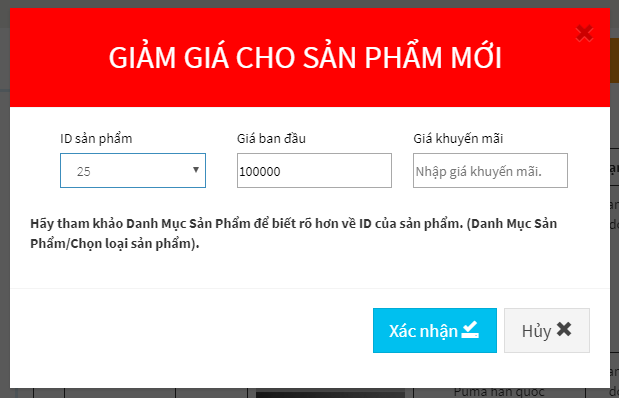 GIẢM GIÁ CHO SẢN PHẨM MỚI
ID sản phẩm
Giá ban đầu
Giá khuyến mãi
25
100000
Nhập giá khuyến mãi.
Hãy tham khảo Danh Mục Sản Phẩm để biết rõ hơn về ID của sản phẩm. (Danh Mục Sản
Phẩm/Chọn loại sản phẩm).
Xác nhận
Hủy
Puma hàn quốc